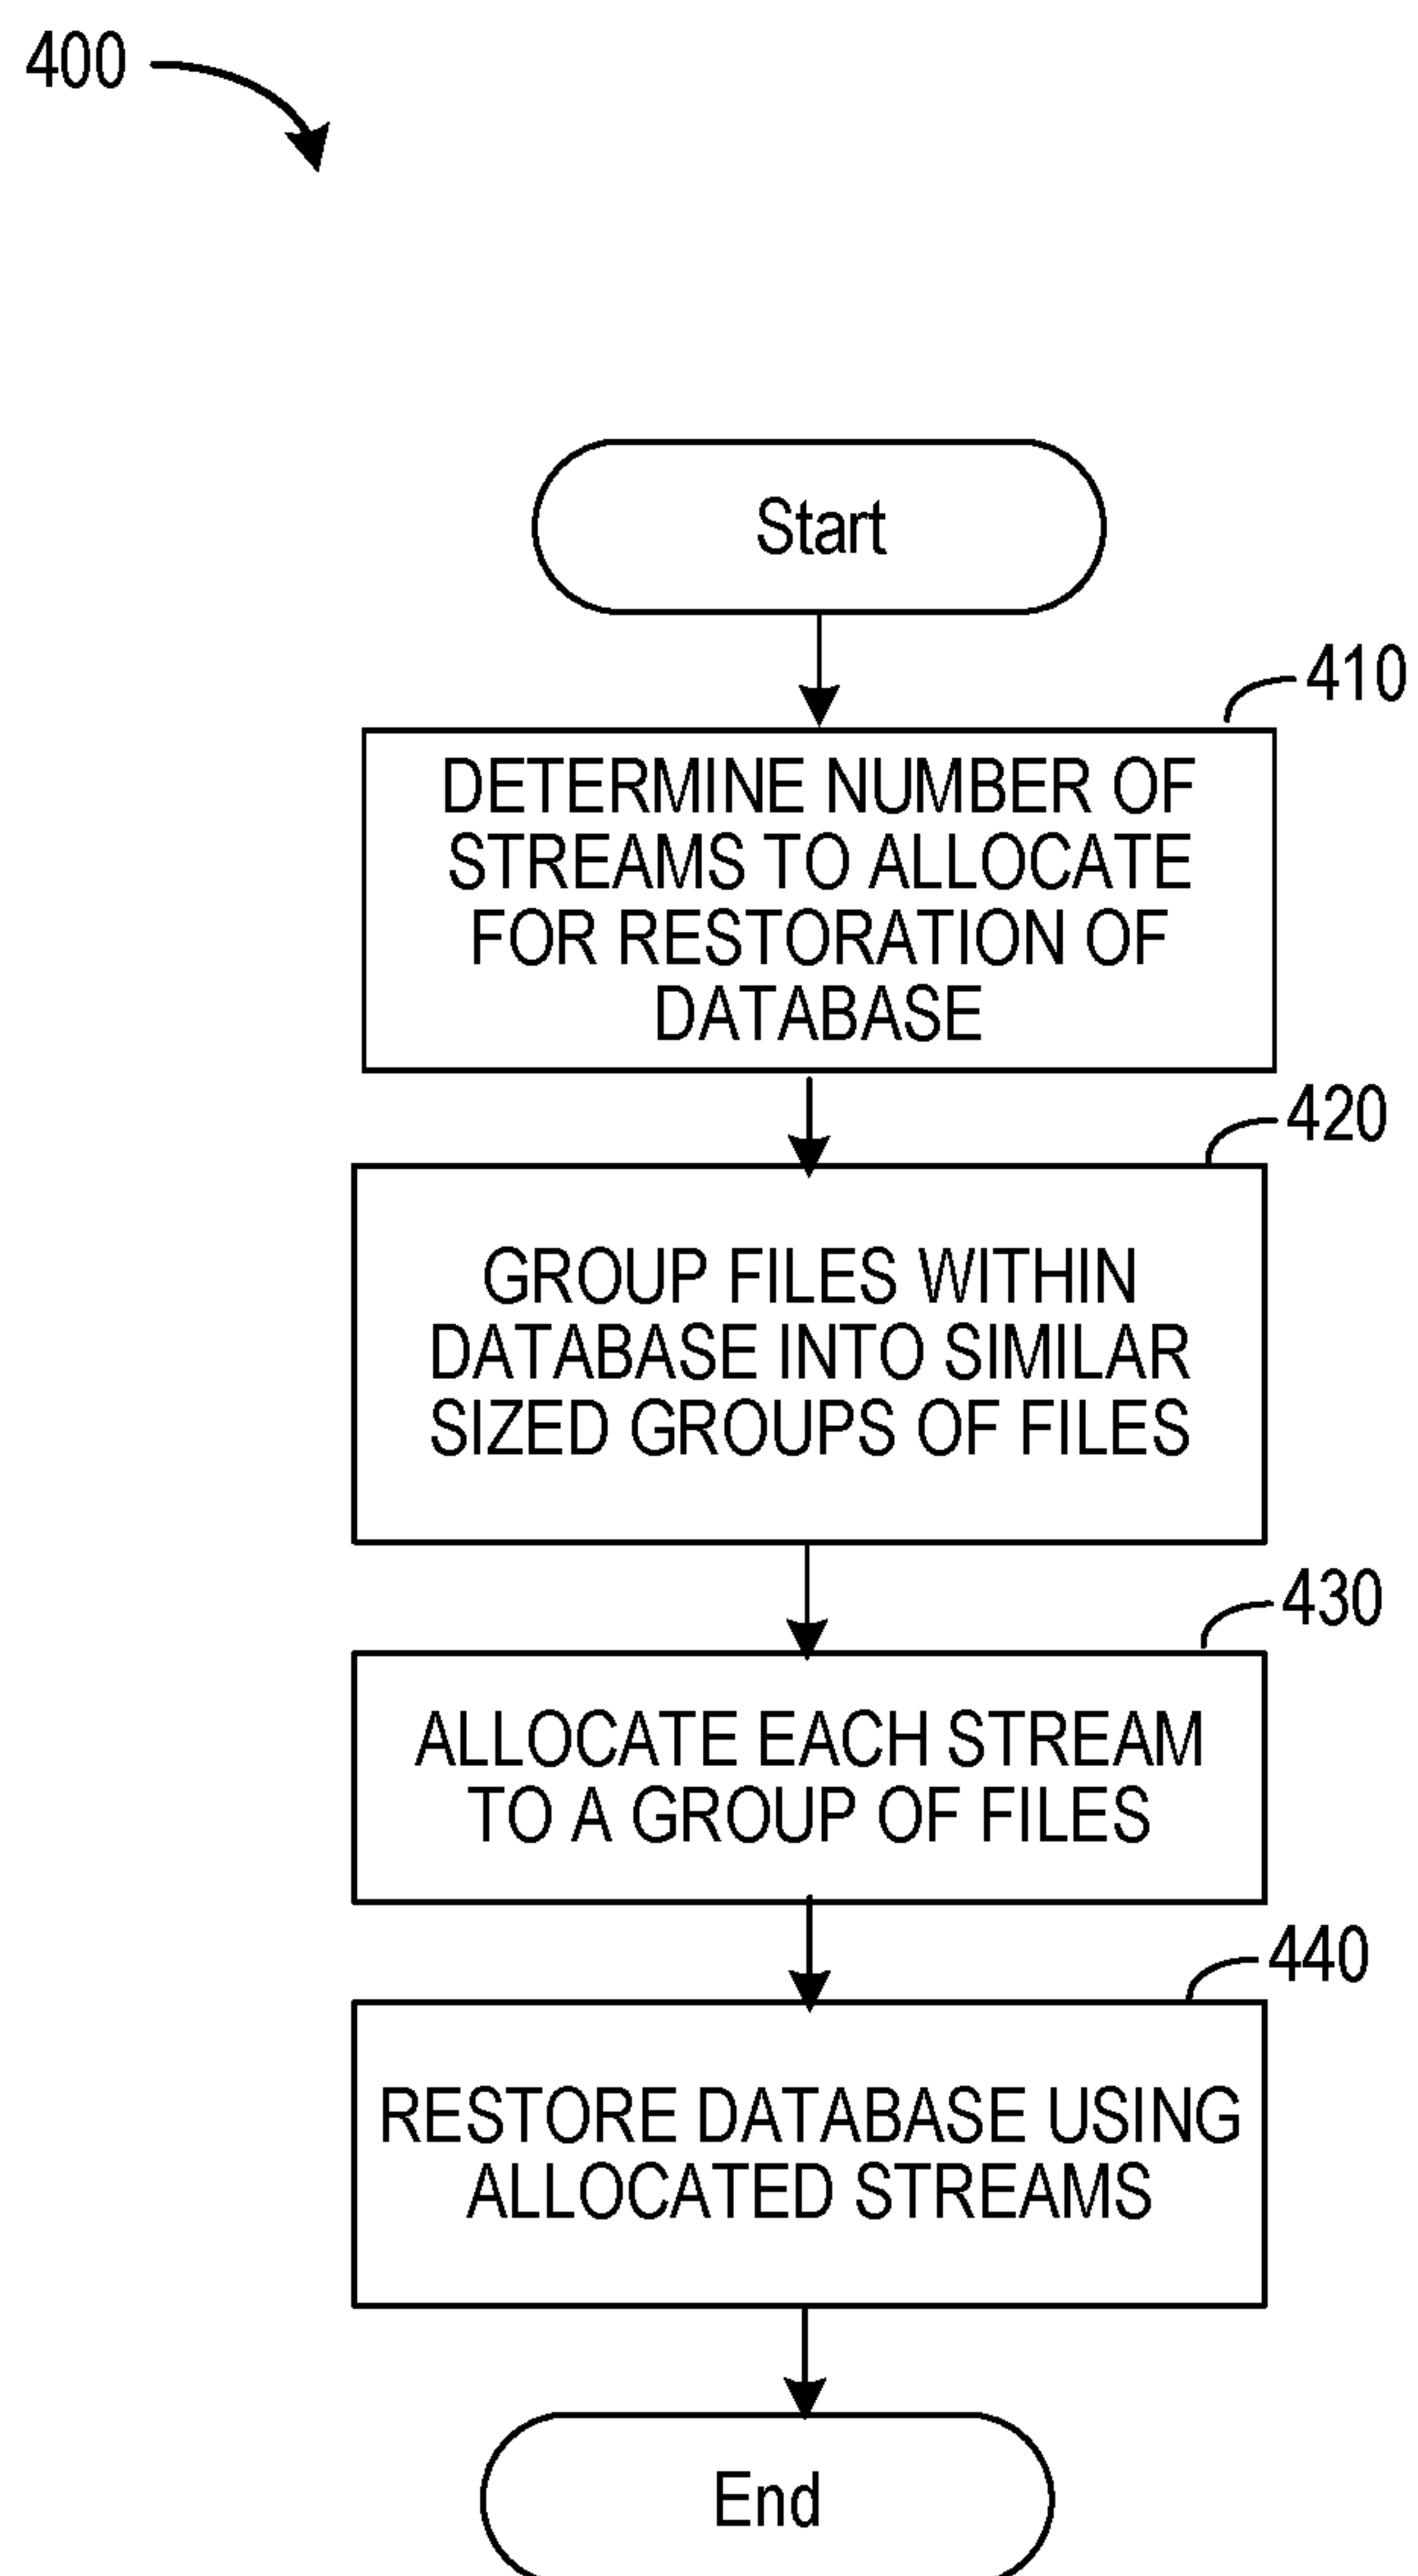 400
Start
410
DETERMINE NUMBER OF
STREAMS TO ALLOCATE
FOR RESTORATION OF
DATABASE
420
GROUP FILES WITHIN
DATABASE INTO SIMILAR
SIZED GROUPS OF FILES
430
ALLOCATE EACH STREAM
TO A GROUP OF FILES
440
RESTORE DATABASE USING
ALLOCATED STREAMS
End